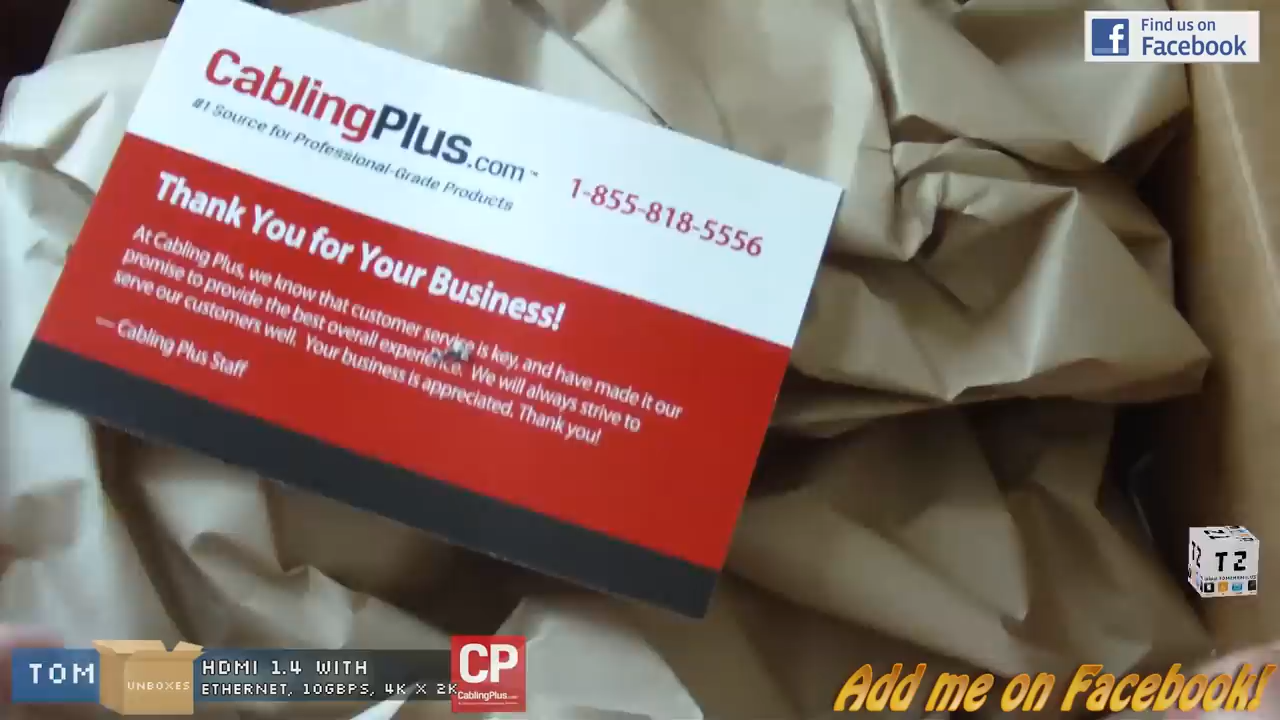 Find us on
Facebook
CablingPlus.com™
#1 Source for Professional-Grade Products
1-855-818-5556
Thank You for Your Business!
At Cabling Plus, we know that customer service is key, and have made it our
promise to provide the best overall experience. We will always strive to
serve our customers well. Your business is appreciated. Thank you!
— Cabling Plus Staff
TZ
TZ
TOM
UNBOXES
HDMI 1.4 WITH
ETHERNET, 10GBPS, 4K X 2K
CP
CablingPlus.com
Add me on Facebook!